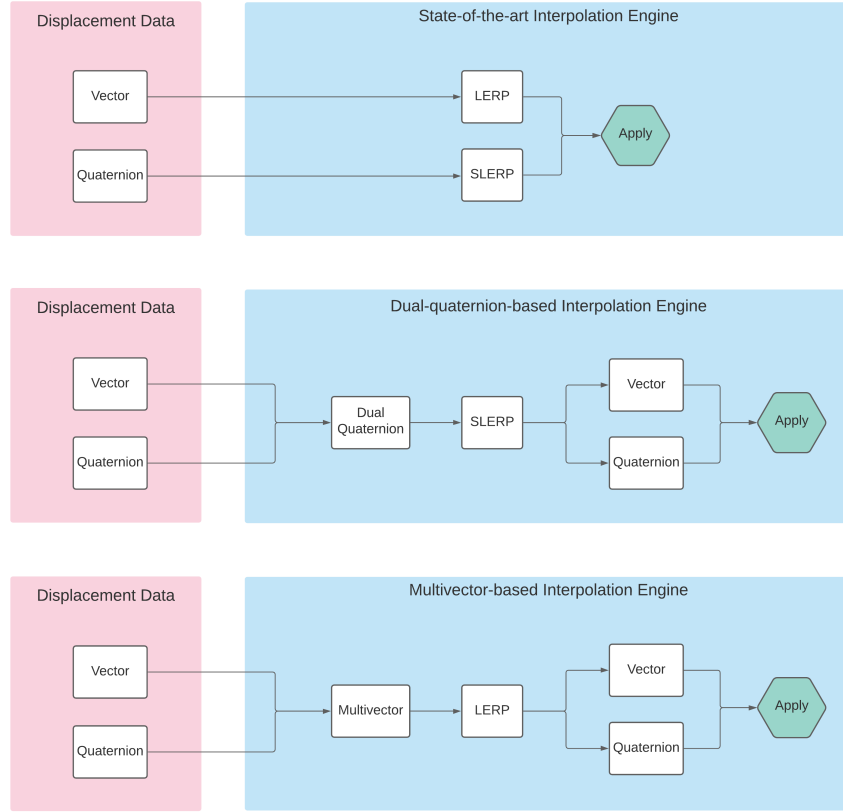 Displacement Data
State-of-the-art Interpolation Engine
Vector
LERP
Apply
Quaternion
SLERP
Displacement Data
Dual-quaternion-based Interpolation Engine
Vector
Quaternion
Dual
Quaternion
SLERP
Vector
Quaternion
Apply
Displacement Data
Multivector-based Interpolation Engine
Vector
Quaternion
Multivector
LERP
Vector
Quaternion
Apply